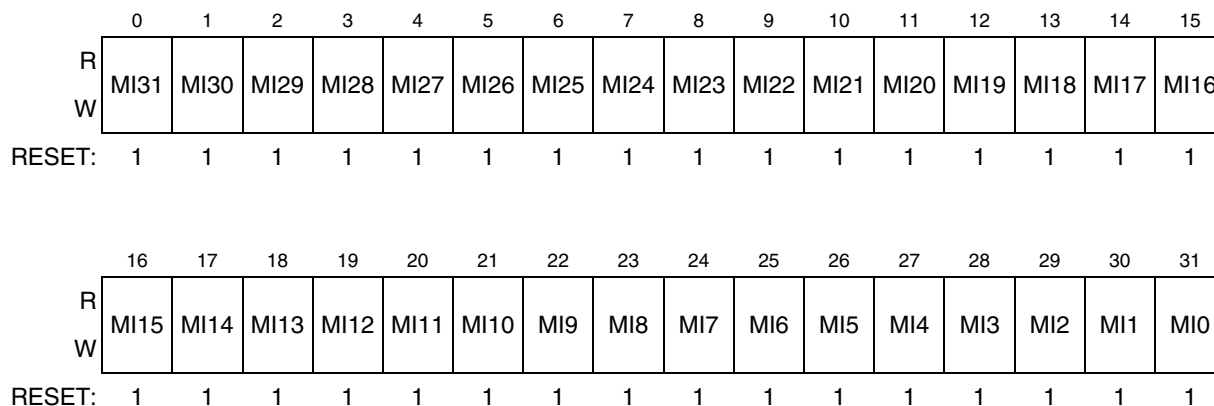 0 1 2 3 4 5 6 7 8 9 10 11 12 13 14 15
R
MI31 MI30 MI29 MI28 MI27 MI26 MI25 MI24 MI23 MI22 MI21 MI20 MI19 MI18 MI17 MI16
W
RESET: 1 1 1 1 1 1 1 1 1 1 1 1 1 1 1 1
16 17 18 19 20 21 22 23 24 25 26 27 28 29 30 31
R
MI15 MI14 MI13 MI12 MI11 MI10 MI9 MI8 MI7 MI6 MI5 MI4 MI3 MI2 MI1 MI0
W
RESET: 1 1 1 1 1 1 1 1 1 1 1 1 1 1 1 1